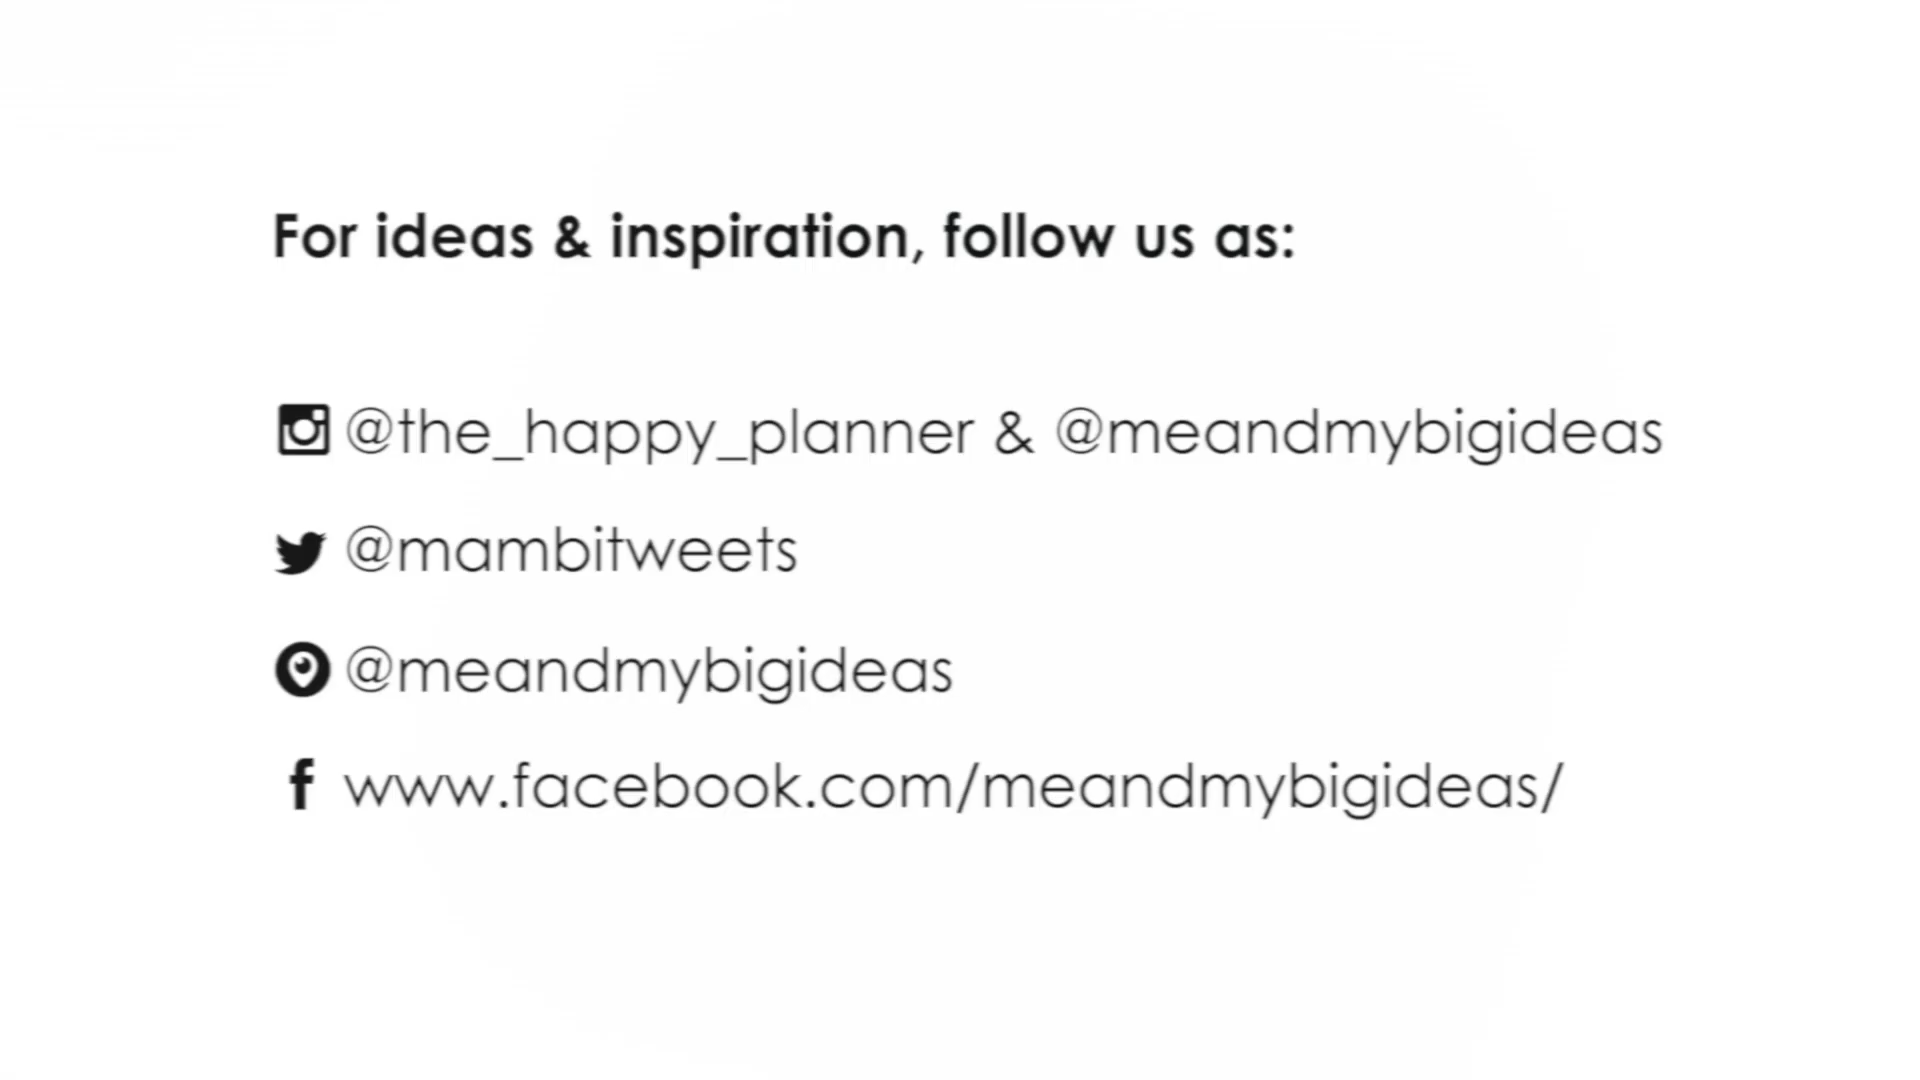 For ideas & inspiration, follow us as:
@the_happy_planner & @meandmybigideas
@mambitweets
@meandmybigideas
www.facebook.com/meandmybigideas/